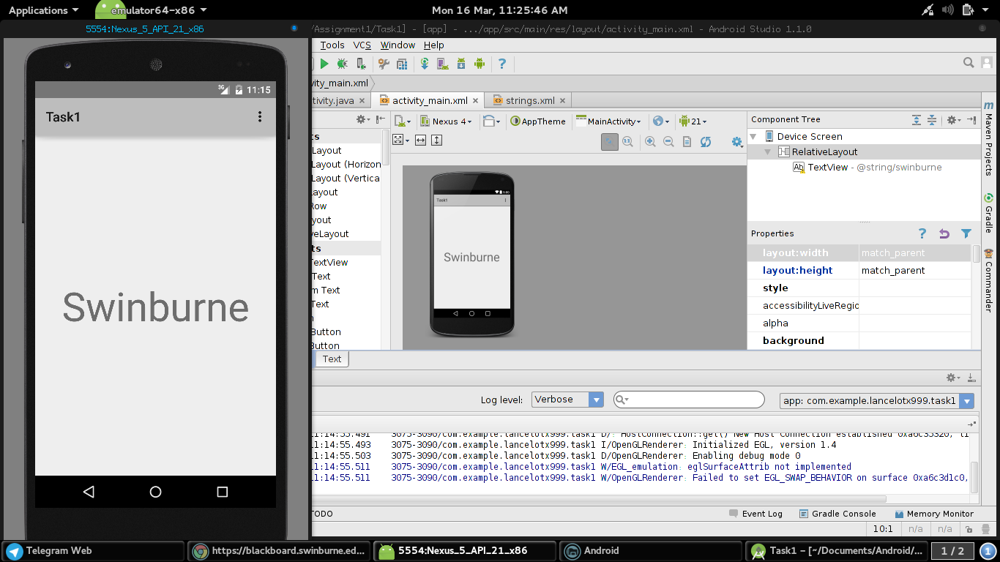 Applications
emulator64-x86
Mon 16 Mar, 11:25:46 AM
5554:Nexus_5_API_21_x86
/Assignment1/Task1] - [app] - .../app/src/main/res/layout/activity_main.xml - Android Studio 1.1.0
Tools VCS Window Help
vity_main.xml
tivity.java
activity_main.xml
strings.xml
3G 11:15
Task1
Swinburne
ts
Layout
Layout (Horizon
Layout (Vertica
Layout
Row
yout
veLayout
ts
TextView
Text
m Text
Text
n
Button
Button
Nexus 4
AppTheme
MainActivity
21
1:1
Task1
Swinburne
Component Tree
Device Screen
RelativeLayout
Ab TextView - @string/swinburne
Properties
layout:width match_parent
layout:height match_parent
style
accessibilityLiveRegio
alpha
background
Maven Projects
Gradle
Commander
Text
Log level: Verbose
app: com.example.lancelotx999.task1
11:14:55.491 3075-3090/com.example.lancelotx999.task1 D/: HostConnection::get() New Host Connection established 0xa6c35320, ti
11:14:55.493 3075-3090/com.example.lancelotx999.task1 I/OpenGLRenderer: Initialized EGL, version 1.4
11:14:55.503 3075-3090/com.example.lancelotx999.task1 D/OpenGLRenderer: Enabling debug mode 0
11:14:55.511 3075-3090/com.example.lancelotx999.task1 W/EGL_emulation: eglSurfaceAttrib not implemented
11:14:55.511 3075-3090/com.example.lancelotx999.task1 W/OpenGLRenderer: Failed to set EGL_SWAP_BEHAVIOR on surface 0xa6c3d1c0,
TODO
Event Log
Gradle Console
Memory Monitor
10:1 n/a n/a
Telegram Web
https://blackboard.swinburne.ed...
5554:Nexus_5_API_21_x86
Android
Task1 – [~/Documents/Android/...
1 / 2
1